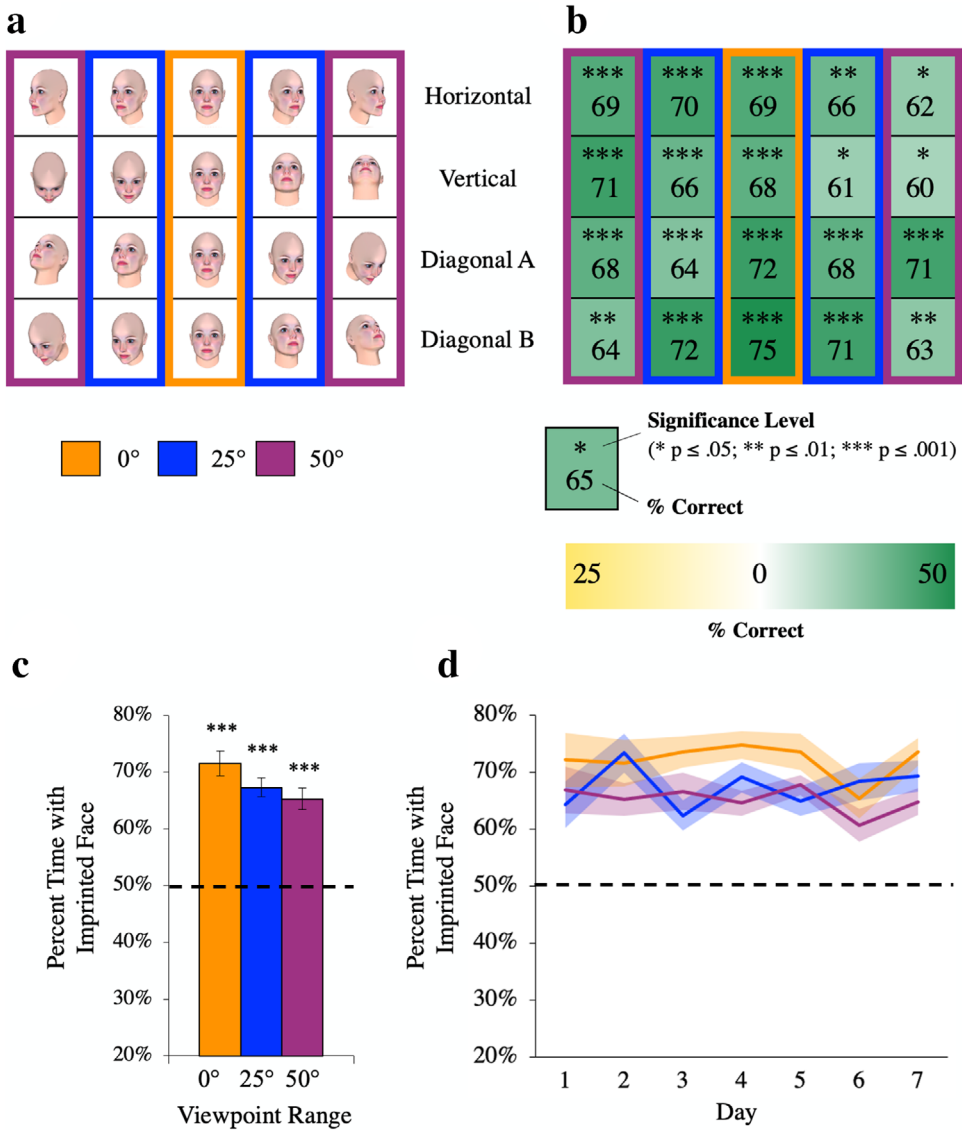 a
b
Horizontal
Vertical
Diagonal A
Diagonal B
*** *** *** ** *
69 70 69 66 62
*** *** *** * *
71 66 68 61 60
*** *** *** *** ***
68 64 72 68 71
** *** *** *** **
64 72 75 71 63
0° 25° 50°
*
65
Significance Level
(* p ≤ .05; ** p ≤ .01; *** p ≤ .001)
% Correct
25 0 50
% Correct
c
Percent Time with
Imprinted Face
80%
70%
60%
50%
40%
30%
20%
*** *** ***
0° 25° 50°
Viewpoint Range
d
Percent Time with
Imprinted Face
80%
70%
60%
50%
40%
30%
20%
1 2 3 4 5 6 7
Day